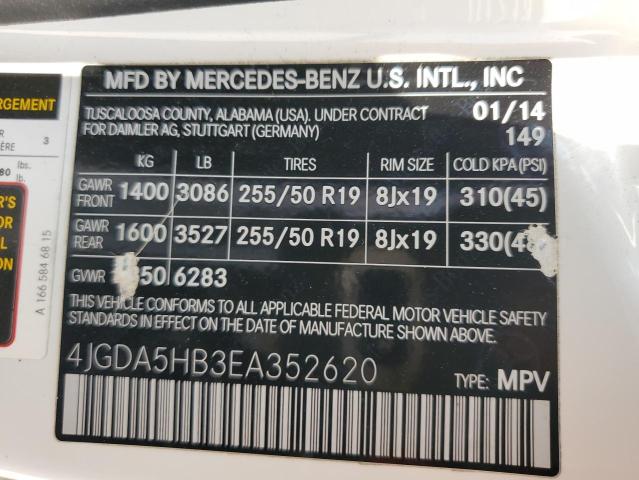 MFD BY MERCEDES-BENZ U.S. INTL., INC
TUSCALOOSA COUNTY, ALABAMA (USA). UNDER CONTRACT 01/14
FOR DAIMLER AG, STUTTGART (GERMANY) 149
KG LB TIRES RIM SIZE COLD KPA (PSI)
GAWR FRONT 1400 3086 255/50 R19 8Jx19 310(45)
GAWR REAR 1600 3527 255/50 R19 8Jx19
GVWR 6283
THIS VEHICLE CONFORMS TO ALL APPLICABLE FEDERAL MOTOR VEHICLE SAFETY
STANDARDS IN EFFECT ON THE DATE OF MANUFACTURE SHOWN ABOVE.
4JGDA5HB3EA352620 TYPE: MPV
3
lbs.
kg
A 166 584 68 15